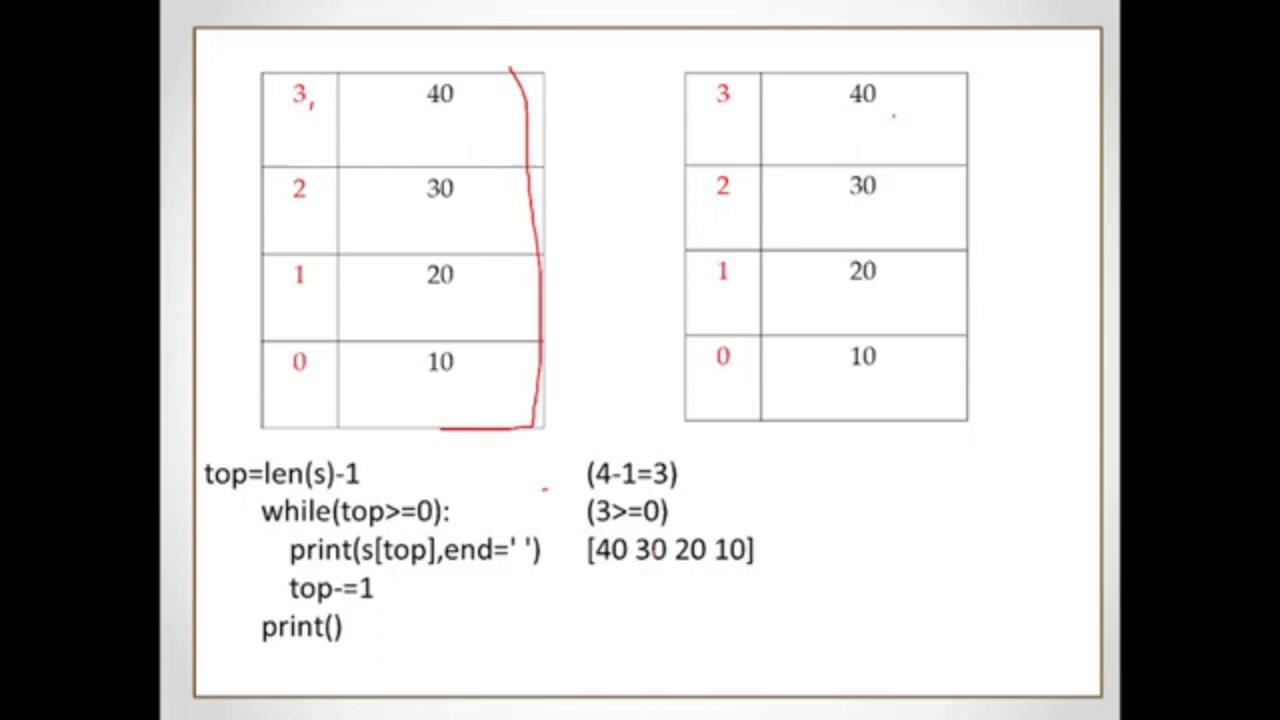 3 40
2 30
1 20
0 10
3 40
2 30
1 20
0 10
top=len(s)-1 (4-1=3)
while(top>=0): (3>=0)
print(s[top],end=' ') [40 30 20 10]
top-=1
print()